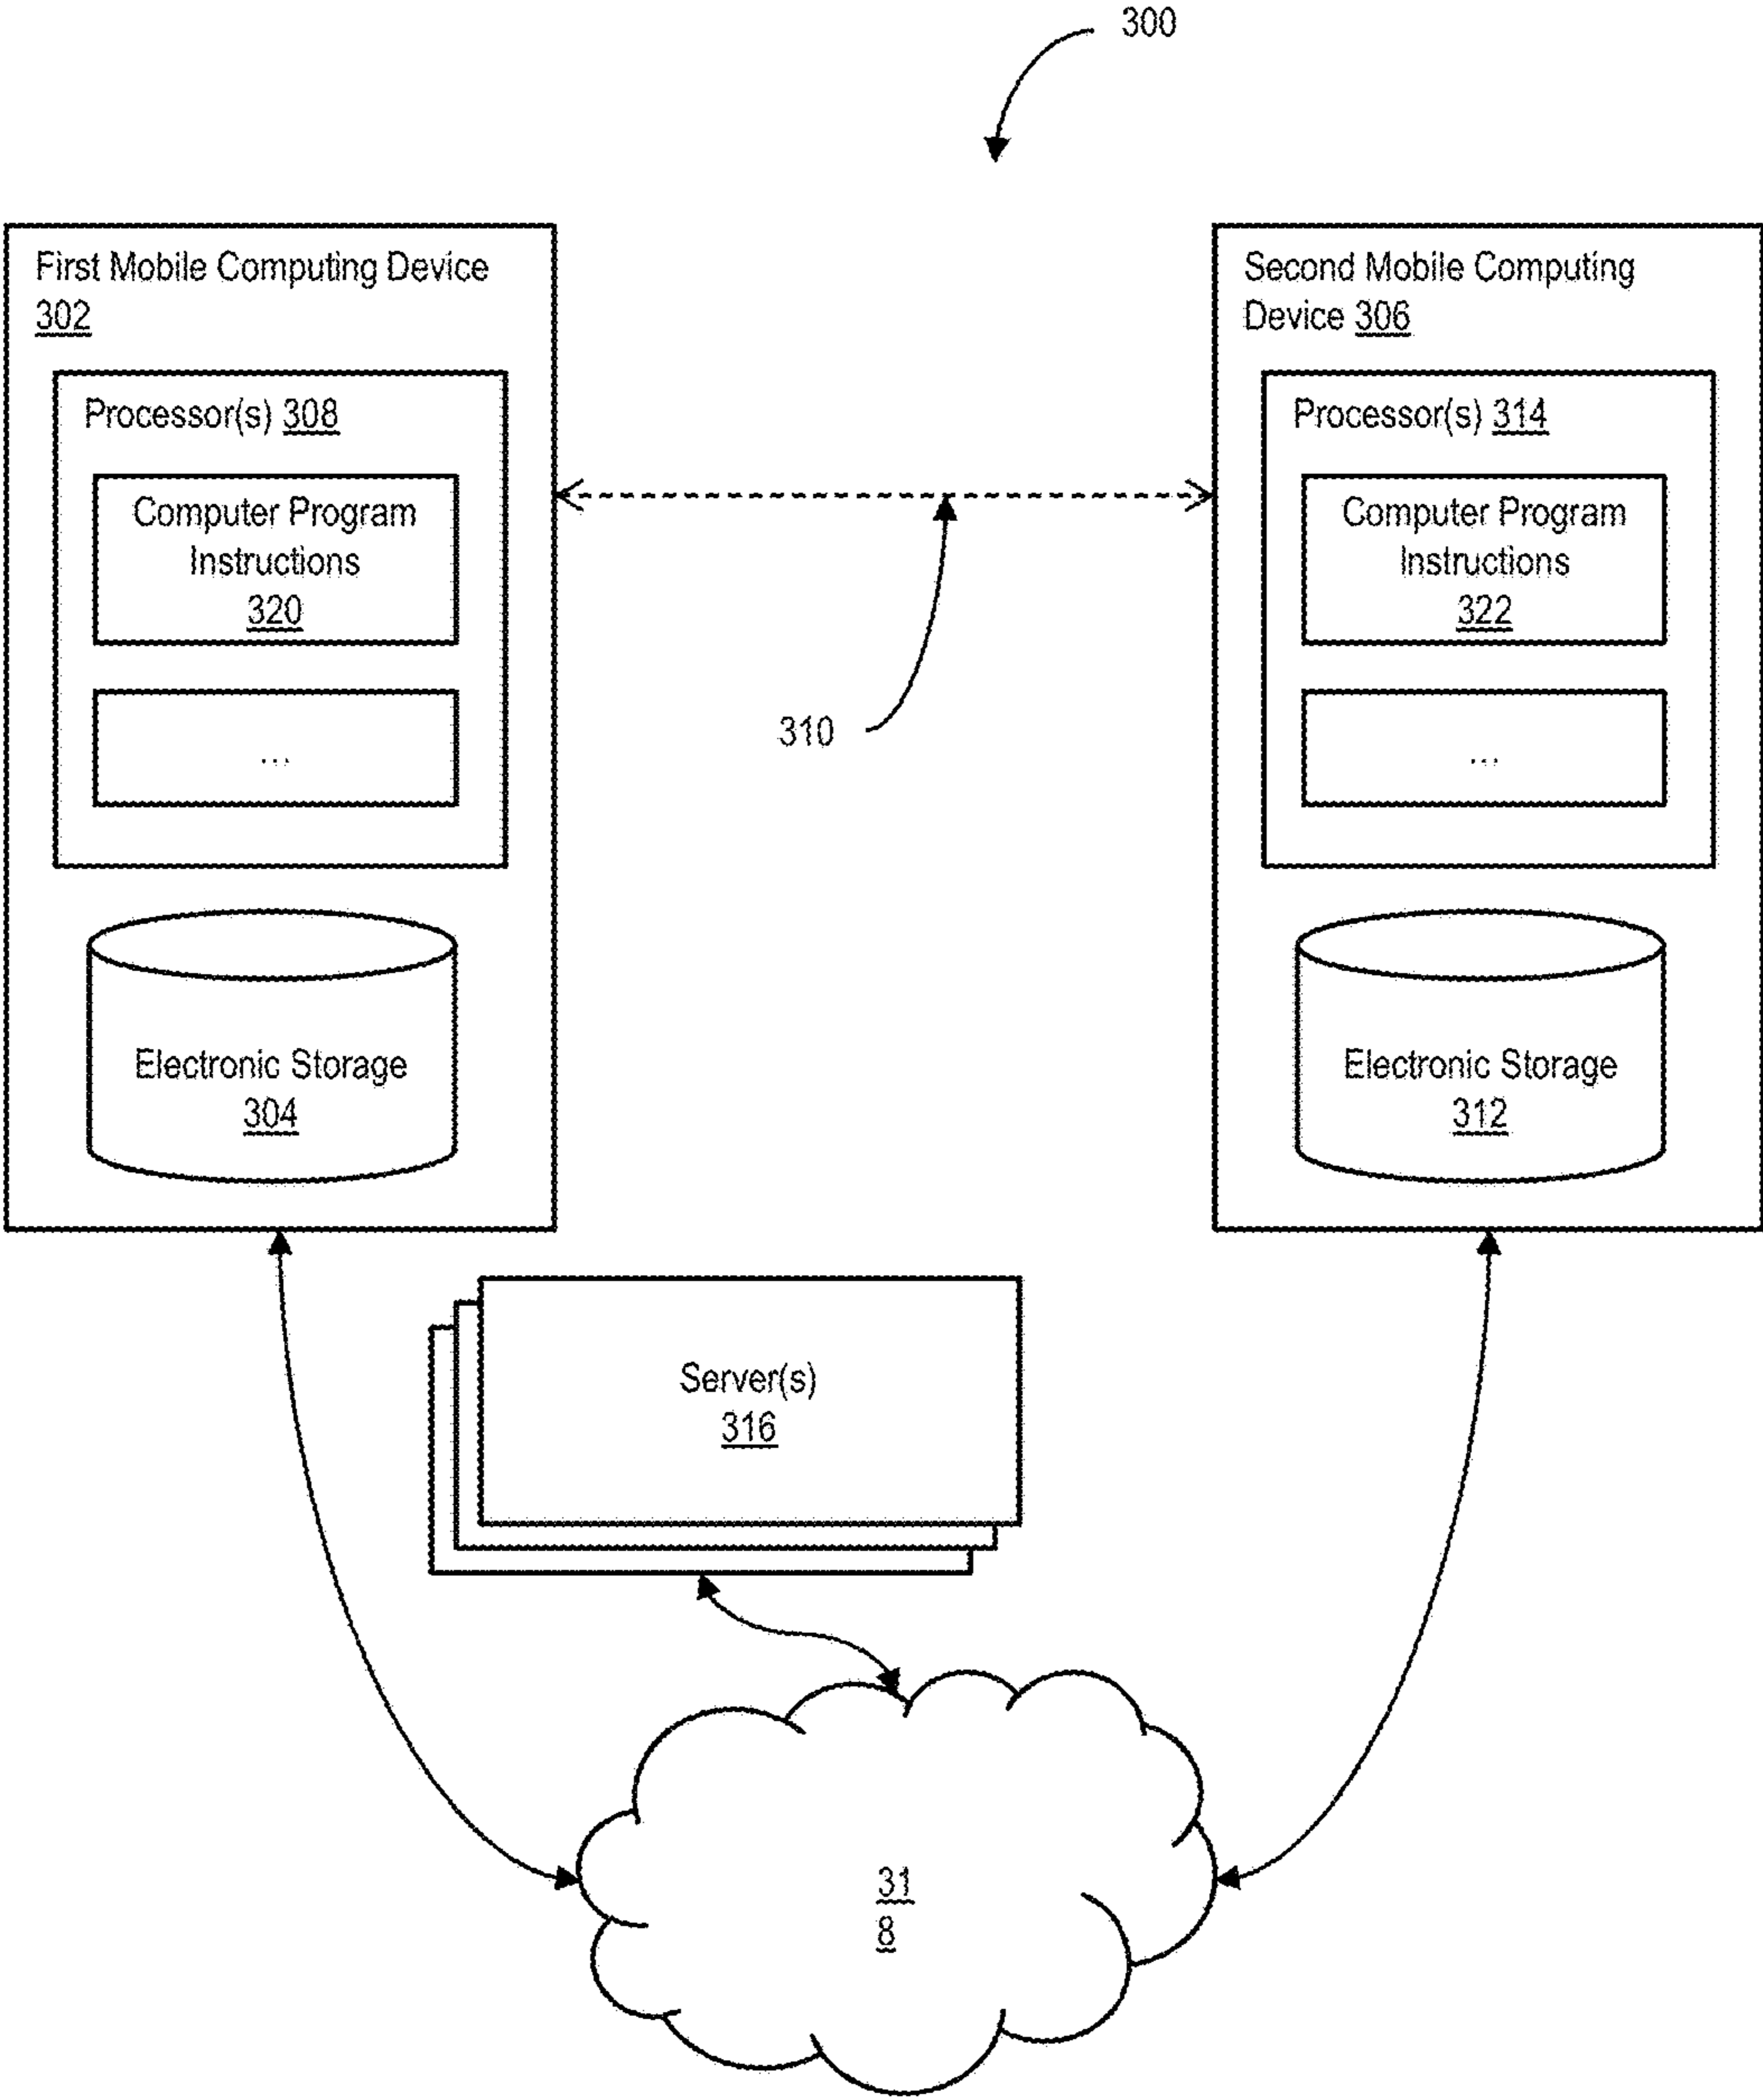 300
First Mobile Computing Device
302
Processor(s) 308
Computer Program
Instructions
320
...
Electronic Storage
304
Second Mobile Computing
Device 306
Processor(s) 314
Computer Program
Instructions
322
...
Electronic Storage
312
310
Server(s)
316
31
8